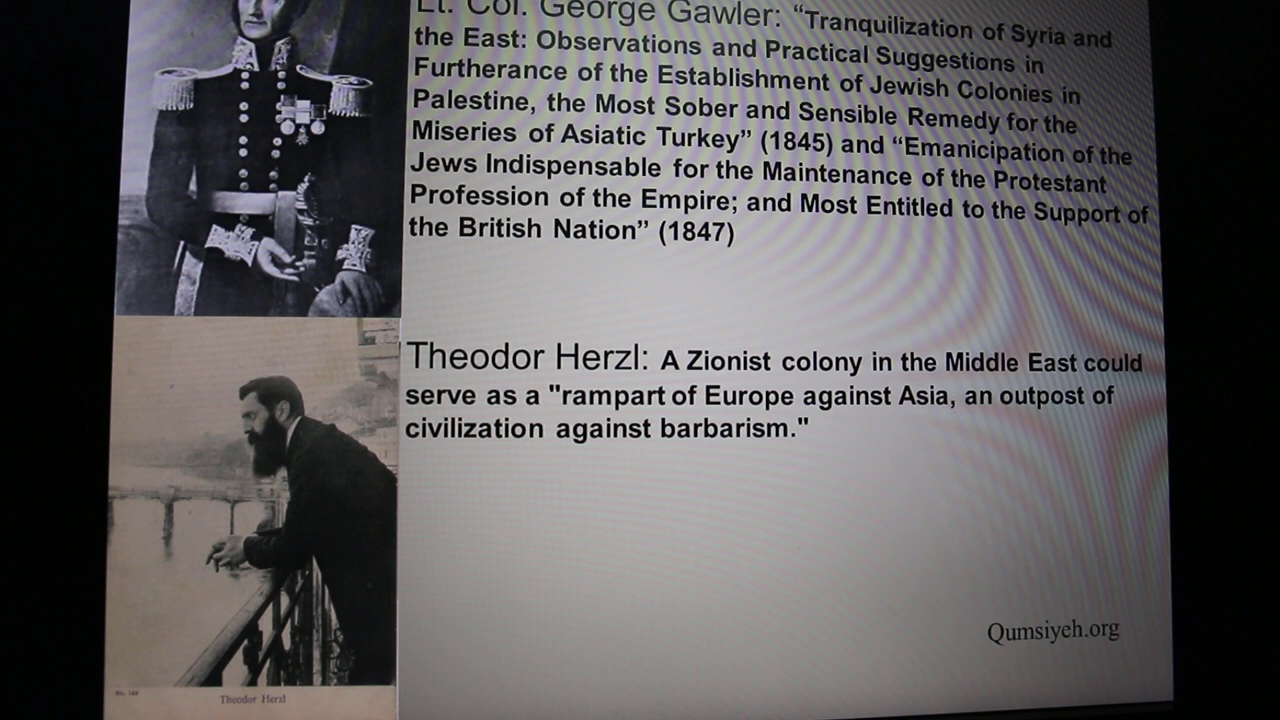 Lt. Col. George Gawler: “Tranquilization of Syria and
the East: Observations and Practical Suggestions in
Furtherance of the Establishment of Jewish Colonies in
Palestine, the Most Sober and Sensible Remedy for the
Miseries of Asiatic Turkey” (1845) and “Emanicipation of the
Jews Indispensable for the Maintenance of the Protestant
Profession of the Empire; and Most Entitled to the Support of
the British Nation” (1847)
Theodor Herzl: A Zionist colony in the Middle East could
serve as a "rampart of Europe against Asia, an outpost of
civilization against barbarism."
Qumsiyeh.org
Theodor Herzl